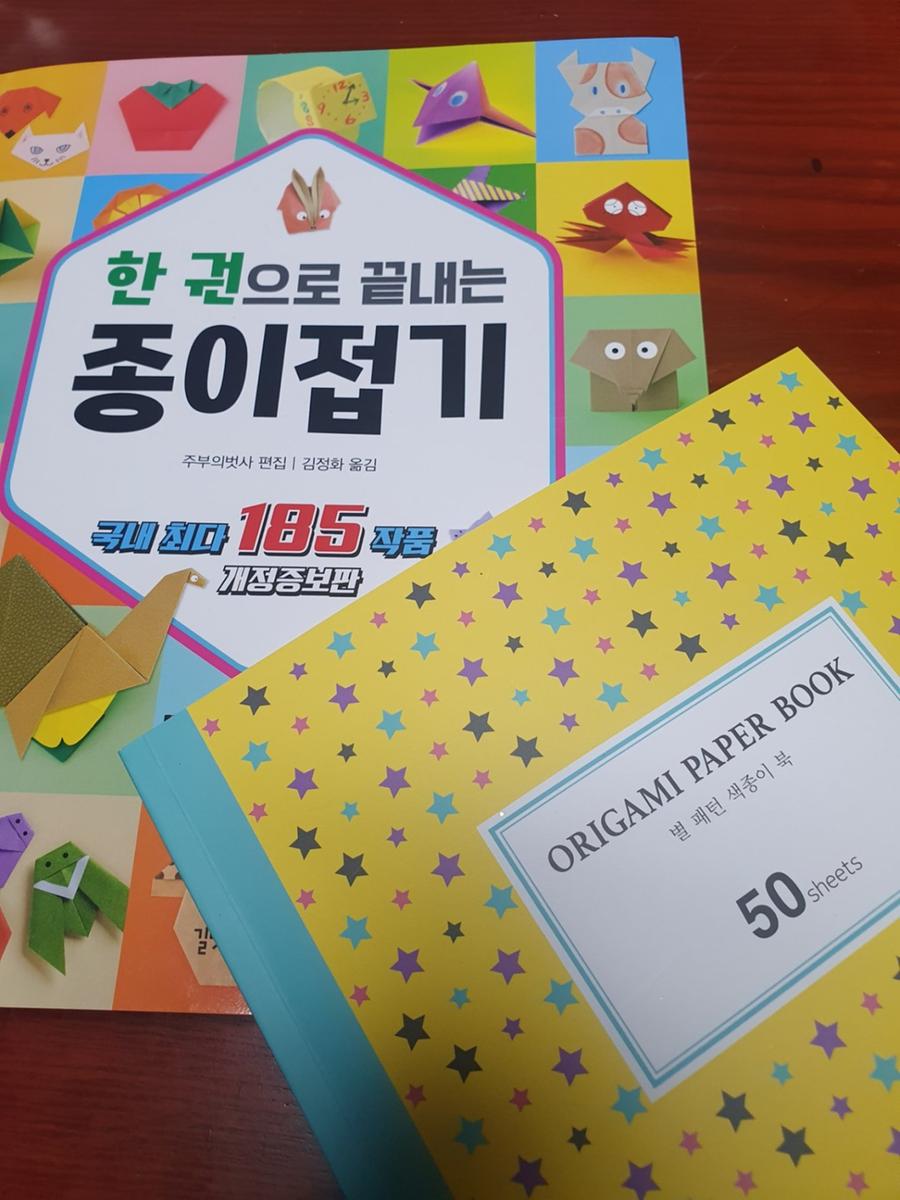 한 권으로 끝내는
종이접기
주부의벗사 편집 | 김정화 옮김
국내 최다 185 작품
개정증보판
ORIGAMI PAPER BOOK
별 패턴 색종이 북
50 sheets